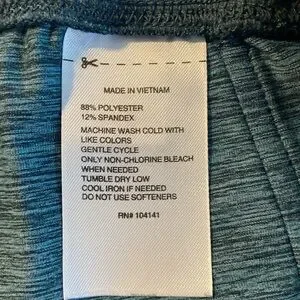 MADE IN VIETNAM
88% POLYESTER
12% SPANDEX
MACHINE WASH COLD WITH
LIKE COLORS
GENTLE CYCLE
ONLY NON-CHLORINE BLEACH
WHEN NEEDED
TUMBLE DRY LOW
COOL IRON IF NEEDED
DO NOT USE SOFTENERS
RN# 104141